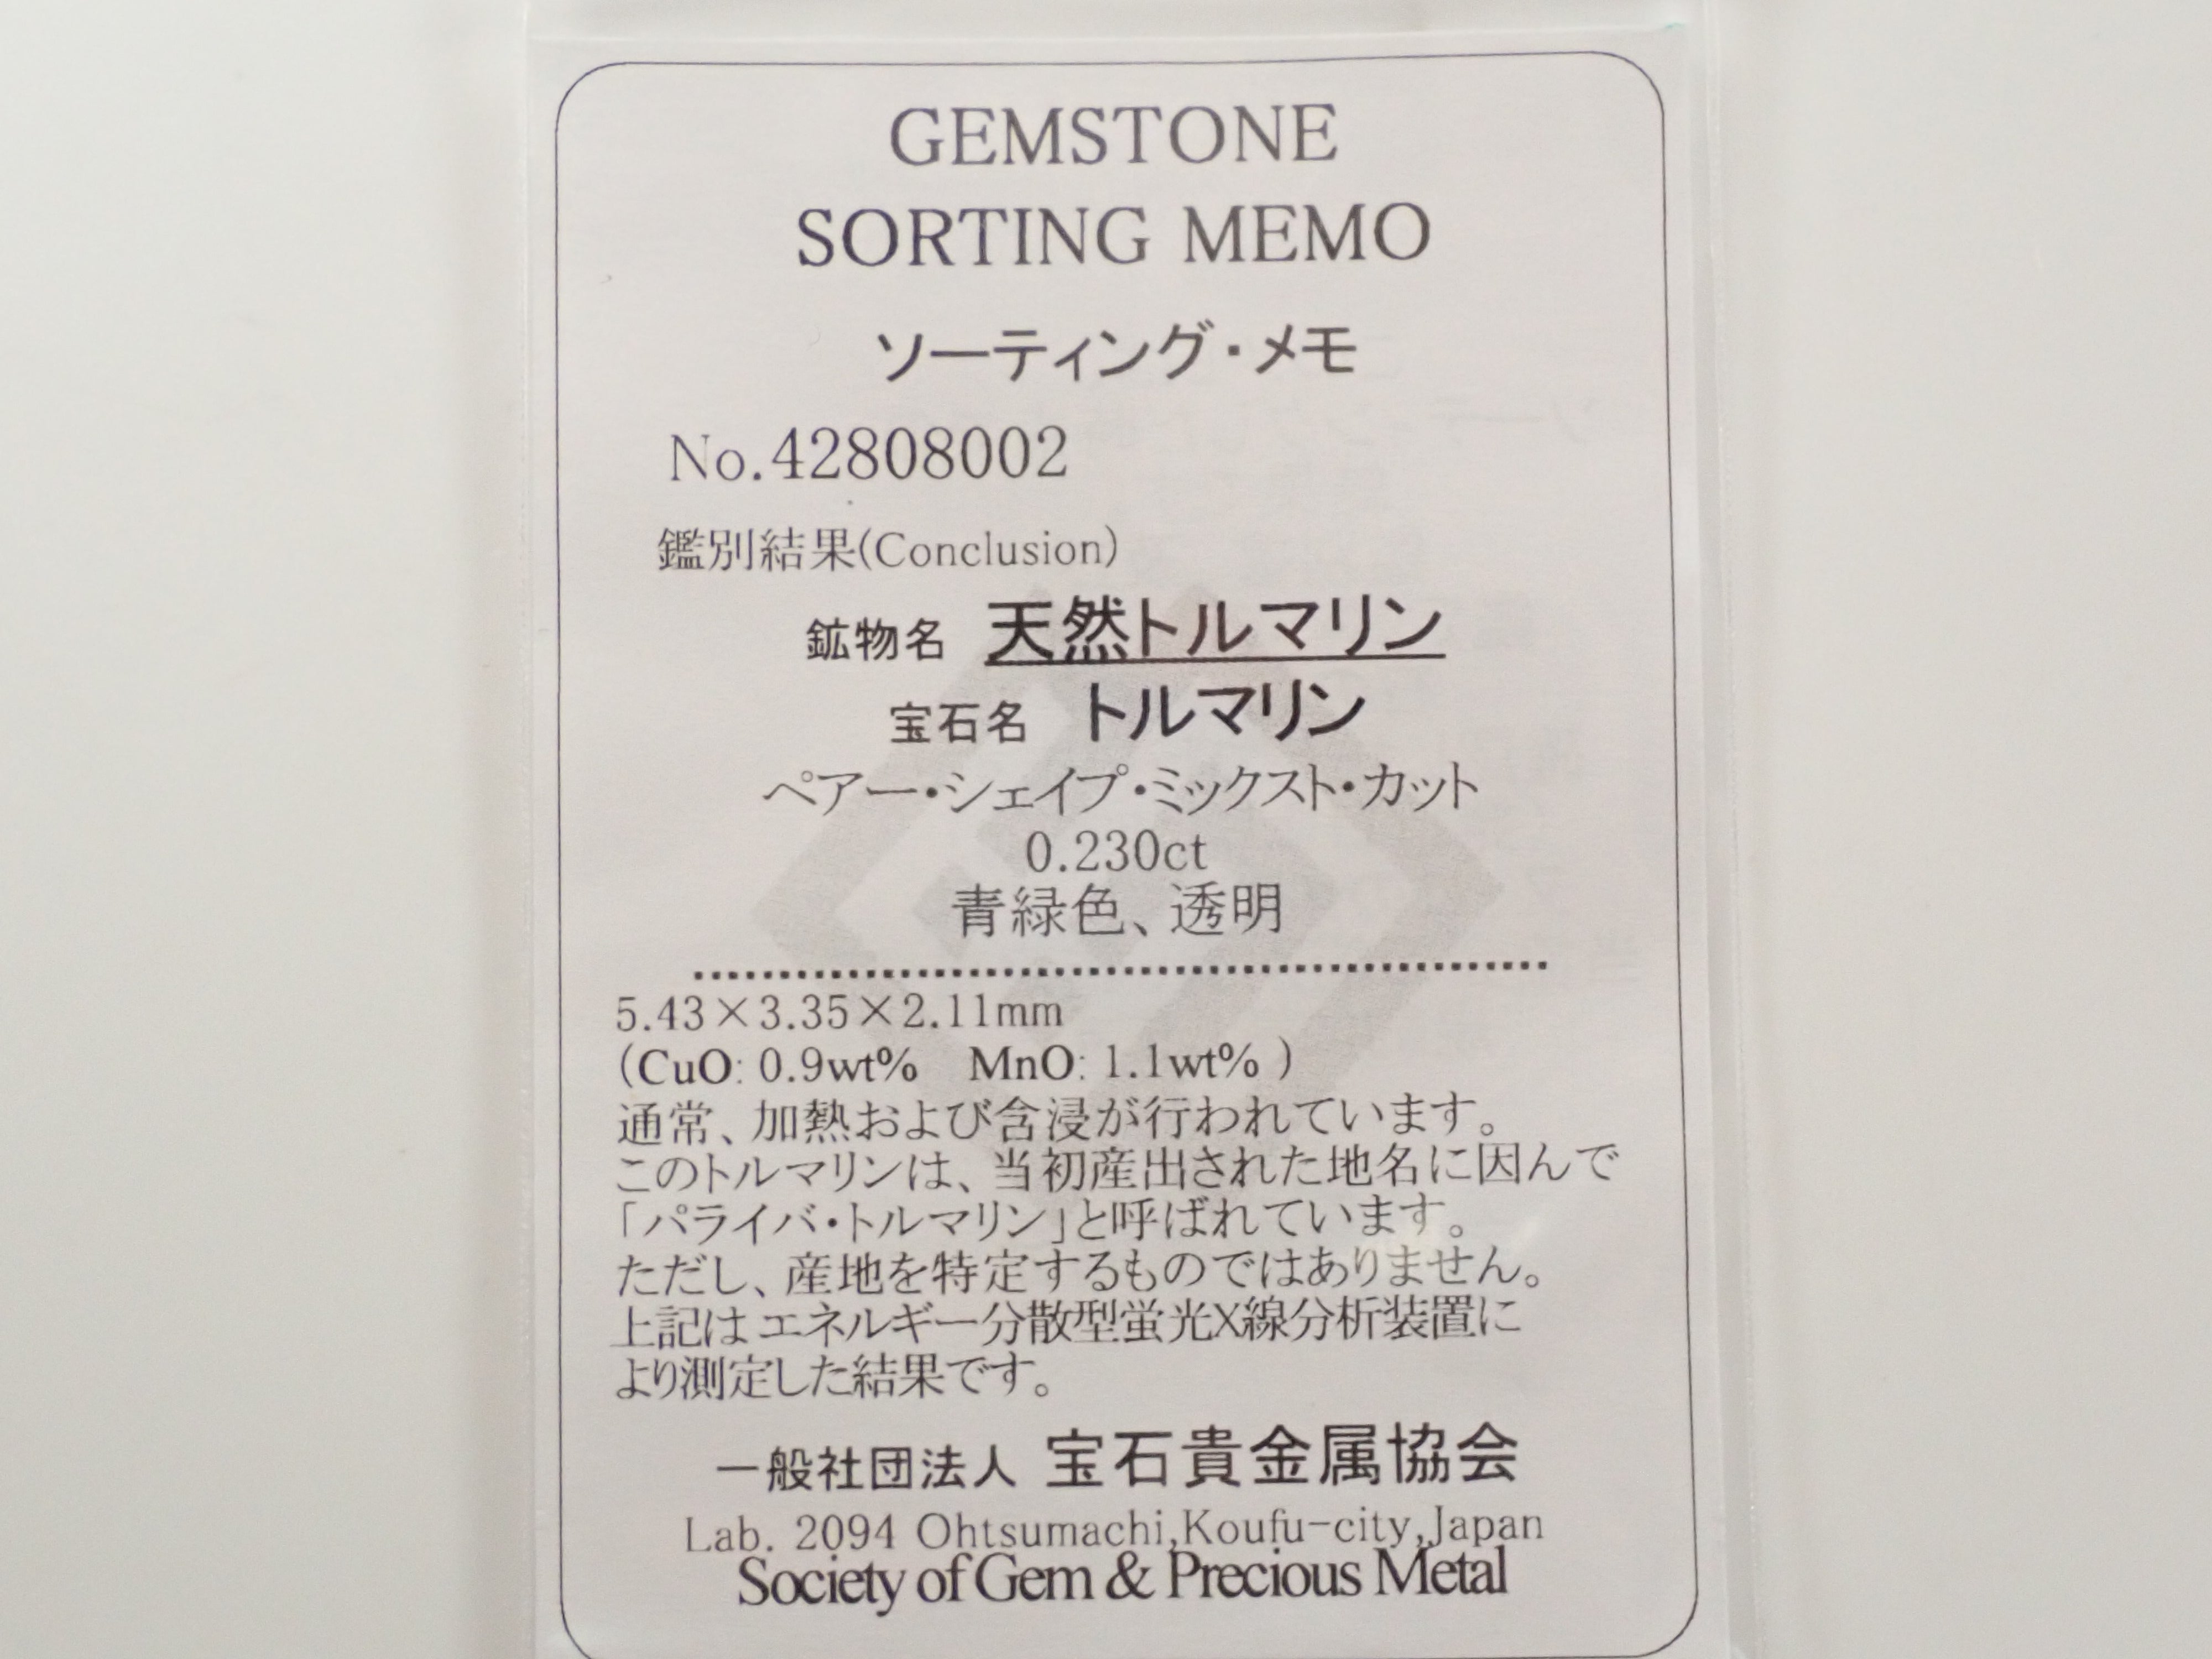 GEMSTONE
SORTING MEMO
ソーティング・メモ
No.42808002
鑑別結果(Conclusion)
鉱物名 天然トルマリン
宝石名 トルマリン
ペアー・シェイプ・ミックスト・カット
0.230ct
青緑色、透明
5.43×3.35×2.11mm
(CuO: 0.9wt% MnO: 1.1wt% )
通常、加熱および含浸が行われています。
このトルマリンは、当初産出された地名に因んで
「パライバ・トルマリン」と呼ばれています。
ただし、産地を特定するものではありません。
上記はエネルギー分散型蛍光X線分析装置に
より測定した結果です。
一般社団法人 宝石貴金属協会
Lab. 2094 Ohtsumachi,Koufu-city,Japan
Society of Gem & Precious Metal